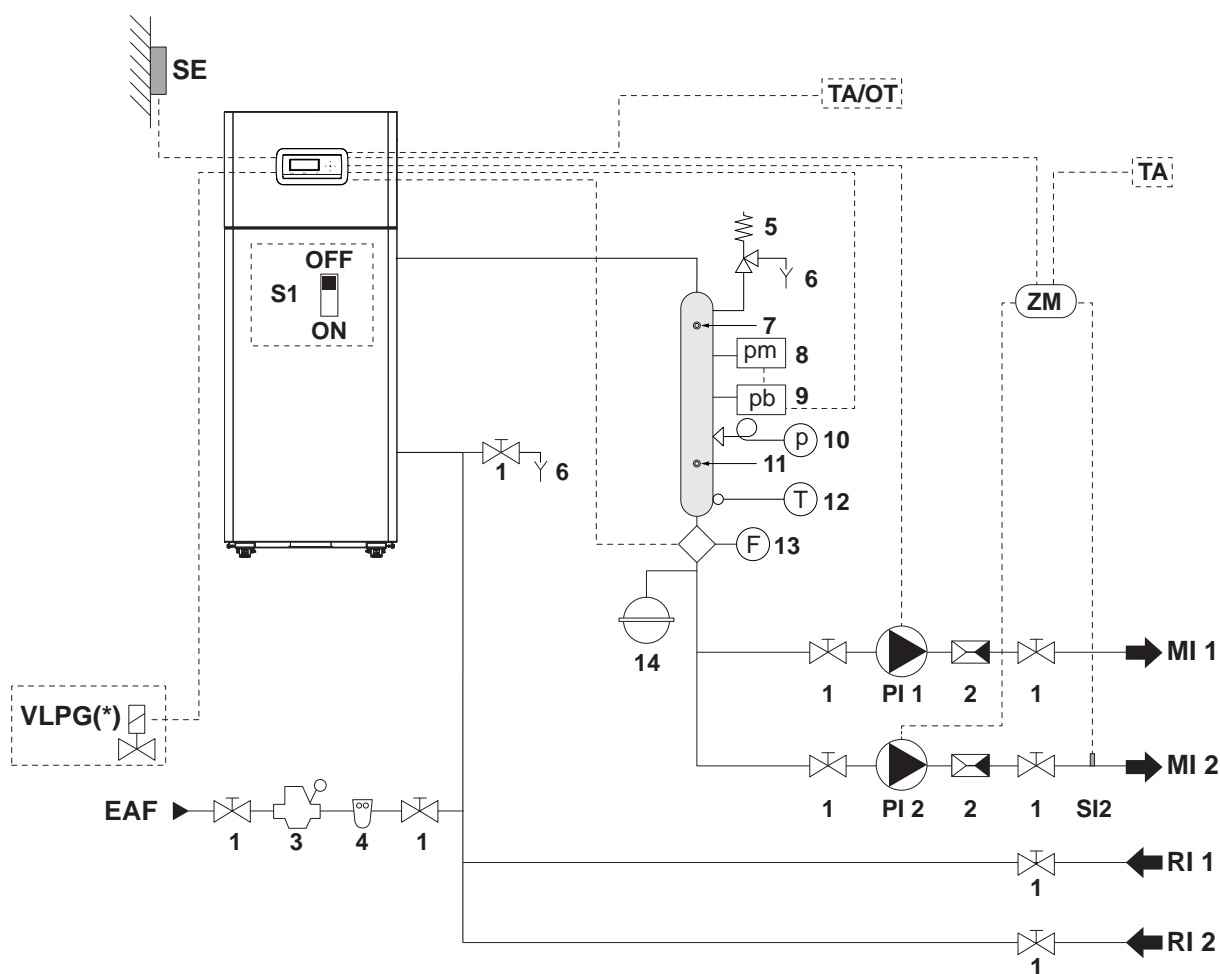 SE
TA/OT
TA
5
OFF
6
S1
ZM
ON
7
pm 8
pb 9
p 10
1 6
11
T 12
F 13
14
MI 1
1 PI 1 2 1
VLPG(*)
MI 2
1 PI 2 2 1 SI2
EAF
1 3 4 1
RI 1
1
RI 2
1